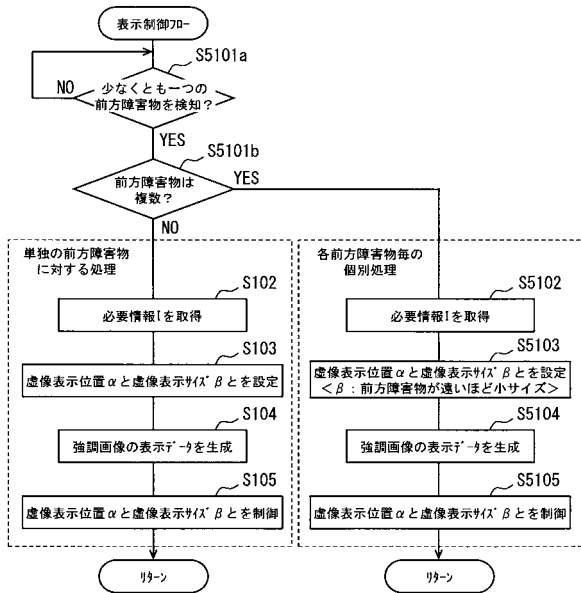 表示制御フロー
S5101a
少なくとも一つの
前方障害物を検知？
NO
YES
S5101b
前方障害物は
複数？
YES
NO
単独の前方障害物
に対する処理
S102
必要情報Iを取得
S103
虚像表示位置αと虚像表示サイズβとを設定
S104
強調画像の表示データを生成
S105
虚像表示位置αと虚像表示サイズβとを制御
リターン
各前方障害物毎の
個別処理
S5102
必要情報Iを取得
S5103
虚像表示位置αと虚像表示サイズβとを設定
＜β：前方障害物が遠いほど小サイズ＞
S5104
強調画像の表示データを生成
S5105
虚像表示位置αと虚像表示サイズβとを制御
リターン